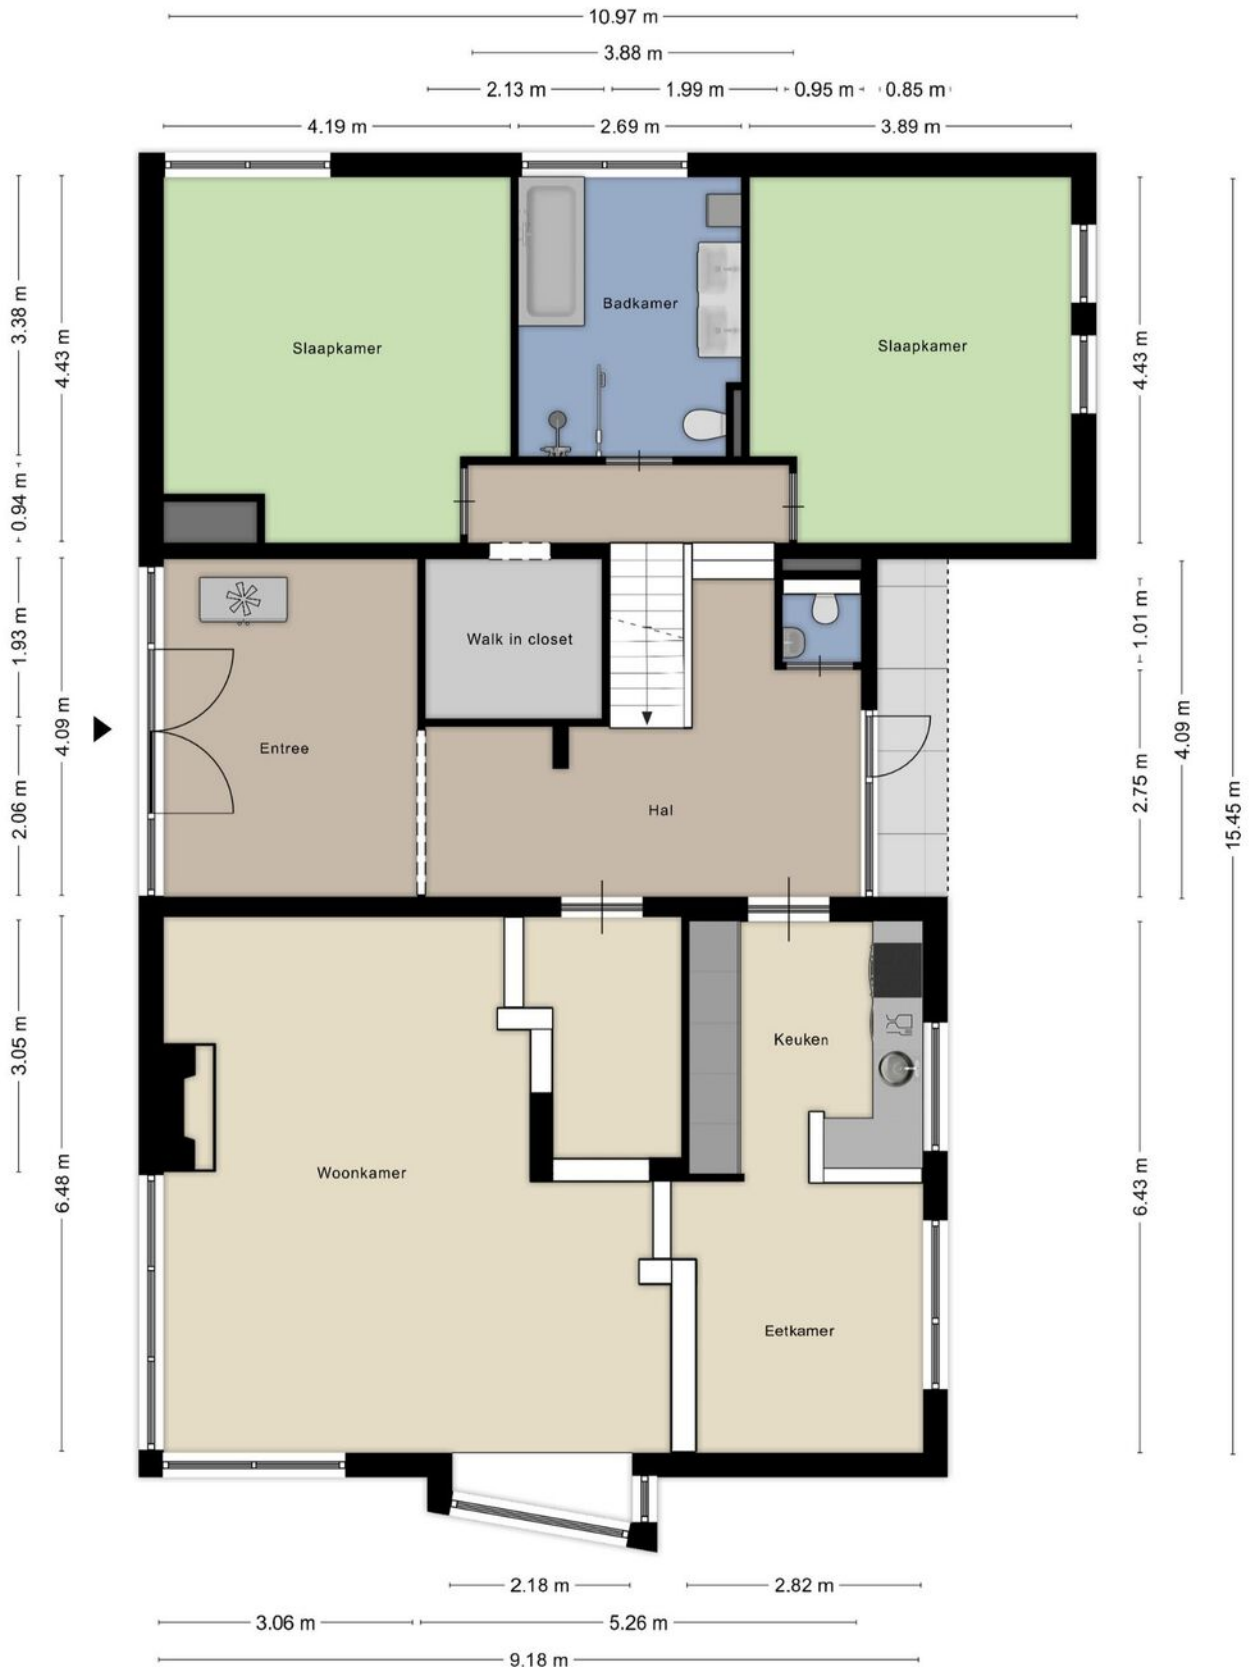 10.97 m
3.88 m
2.13 m
1.99 m
0.95 m
0.85 m
4.19 m
2.69 m
3.89 m
3.38 m
4.43 m
0.94 m
Slaapkamer
Badkamer
Slaapkamer
4.43 m
1.93 m
4.09 m
2.06 m
Walk in closet
Entree
Hal
1.01 m
4.09 m
2.75 m
15.45 m
3.05 m
6.48 m
Keuken
Woonkamer
6.43 m
Eetkamer
2.18 m
2.82 m
3.06 m
5.26 m
9.18 m